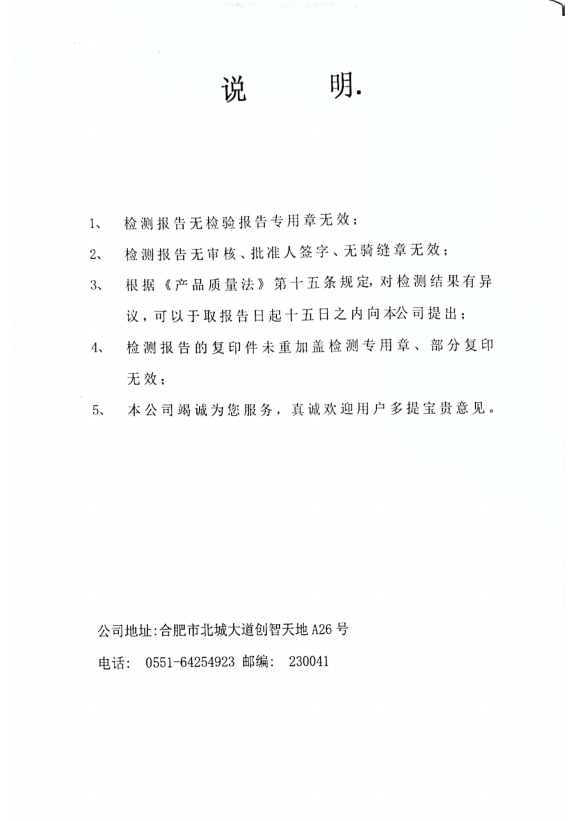 说 明.
1、 检测报告无检验报告专用章无效；
2、 检测报告无审核、批准人签字、无骑缝章无效；
3、 根据《产品质量法》第十五条规定，对检测结果有异
议，可以于取报告日起十五日之内向本公司提出；
4、 检测报告的复印件未重加盖检测专用章、部分复印
无效；
5、 本公司竭诚为您服务，真诚欢迎用户多提宝贵意见。
公司地址:合肥市北城大道创智天地 A26 号
电话: 0551-64254923 邮编: 230041